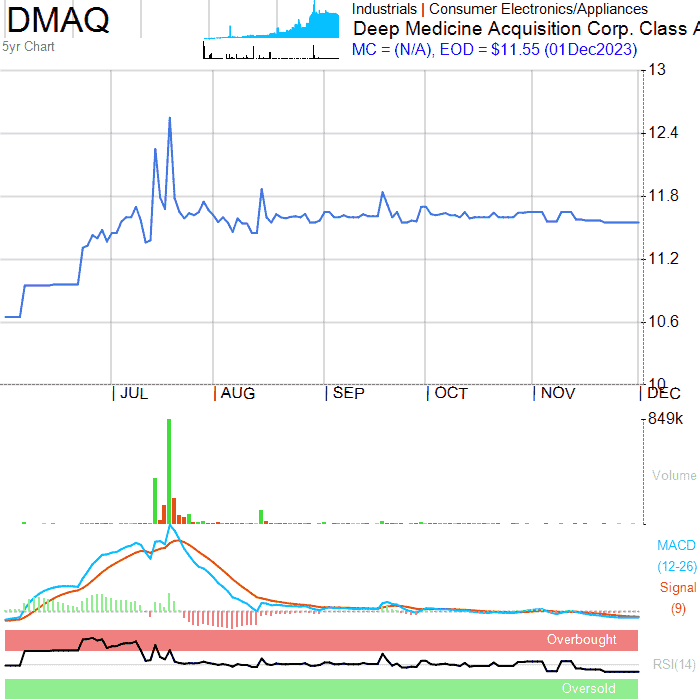 DMAQ
5yr Chart
Industrials | Consumer Electronics/Appliances
Deep Medicine Acquisition Corp. Class A
MC = (N/A), EOD = $11.55 (01Dec2023)
13
12.4
11.8
11.2
10.6
10
JUL AUG SEP OCT NOV DEC
849k
Volume
MACD
(12-26)
Signal
(9)
Overbought
RSI(14)
Oversold